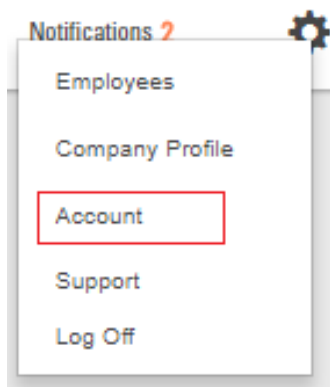 Notifications 2
Employees
Company Profile
Account
Support
Log Off